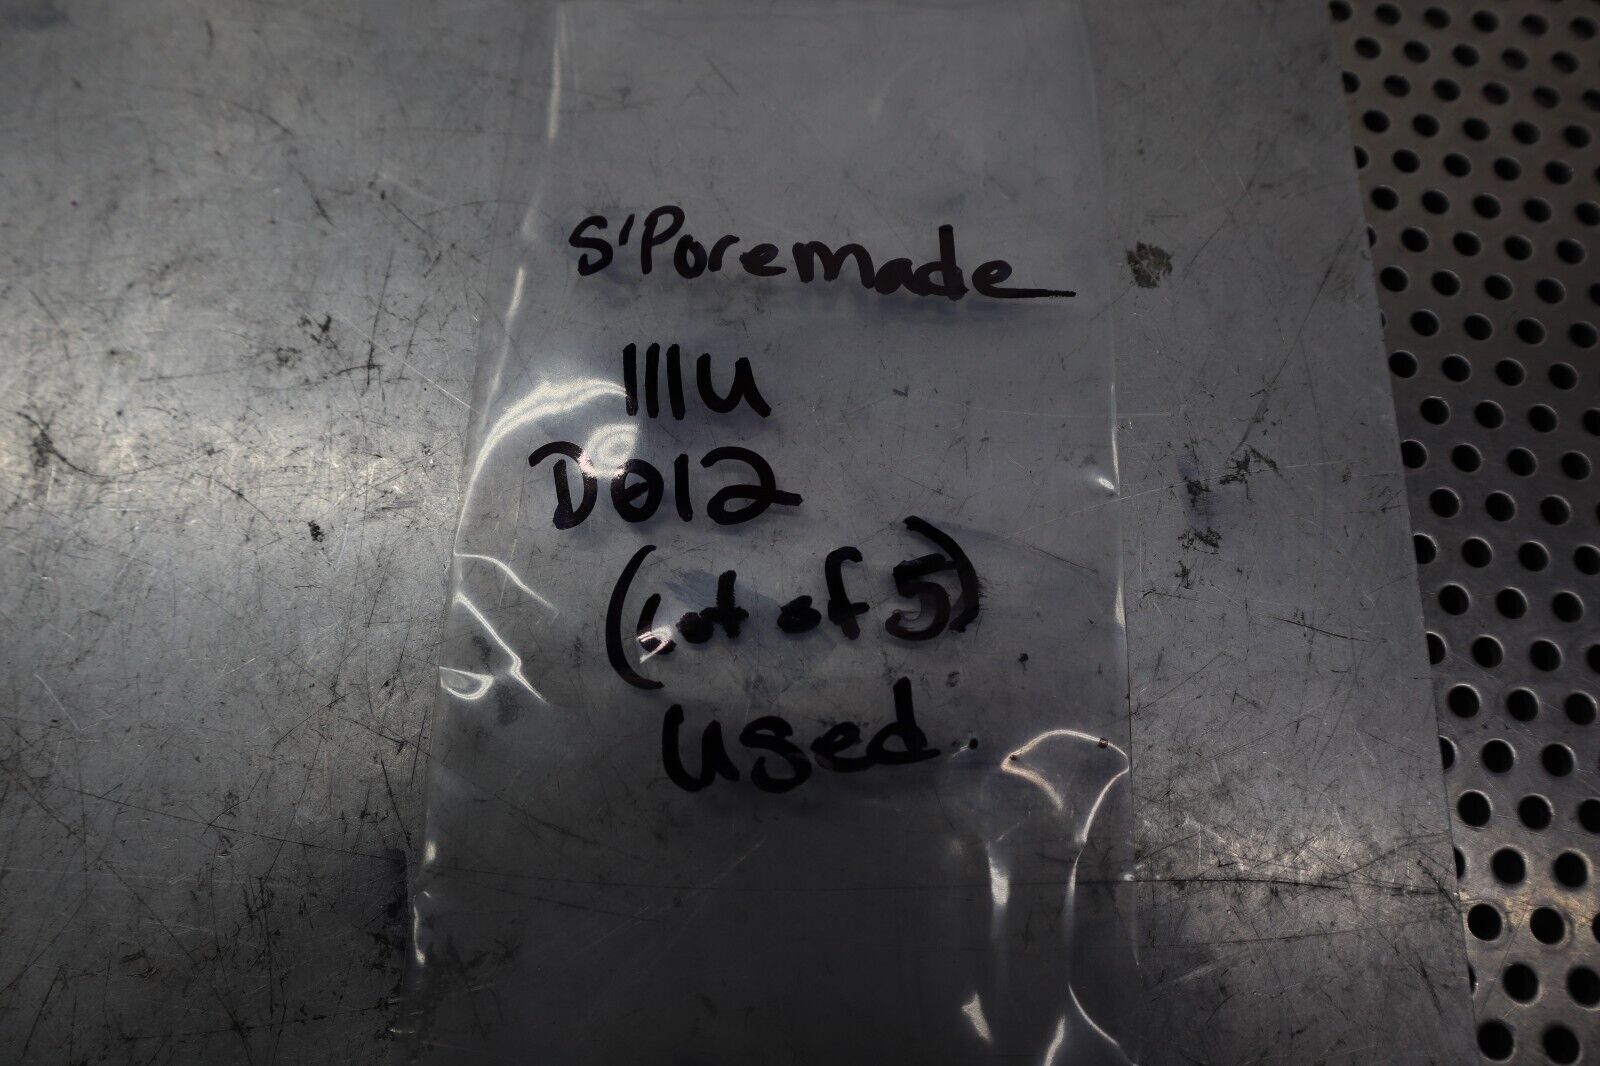 S'Poremade
111U
D012
(Lot of 5)
used